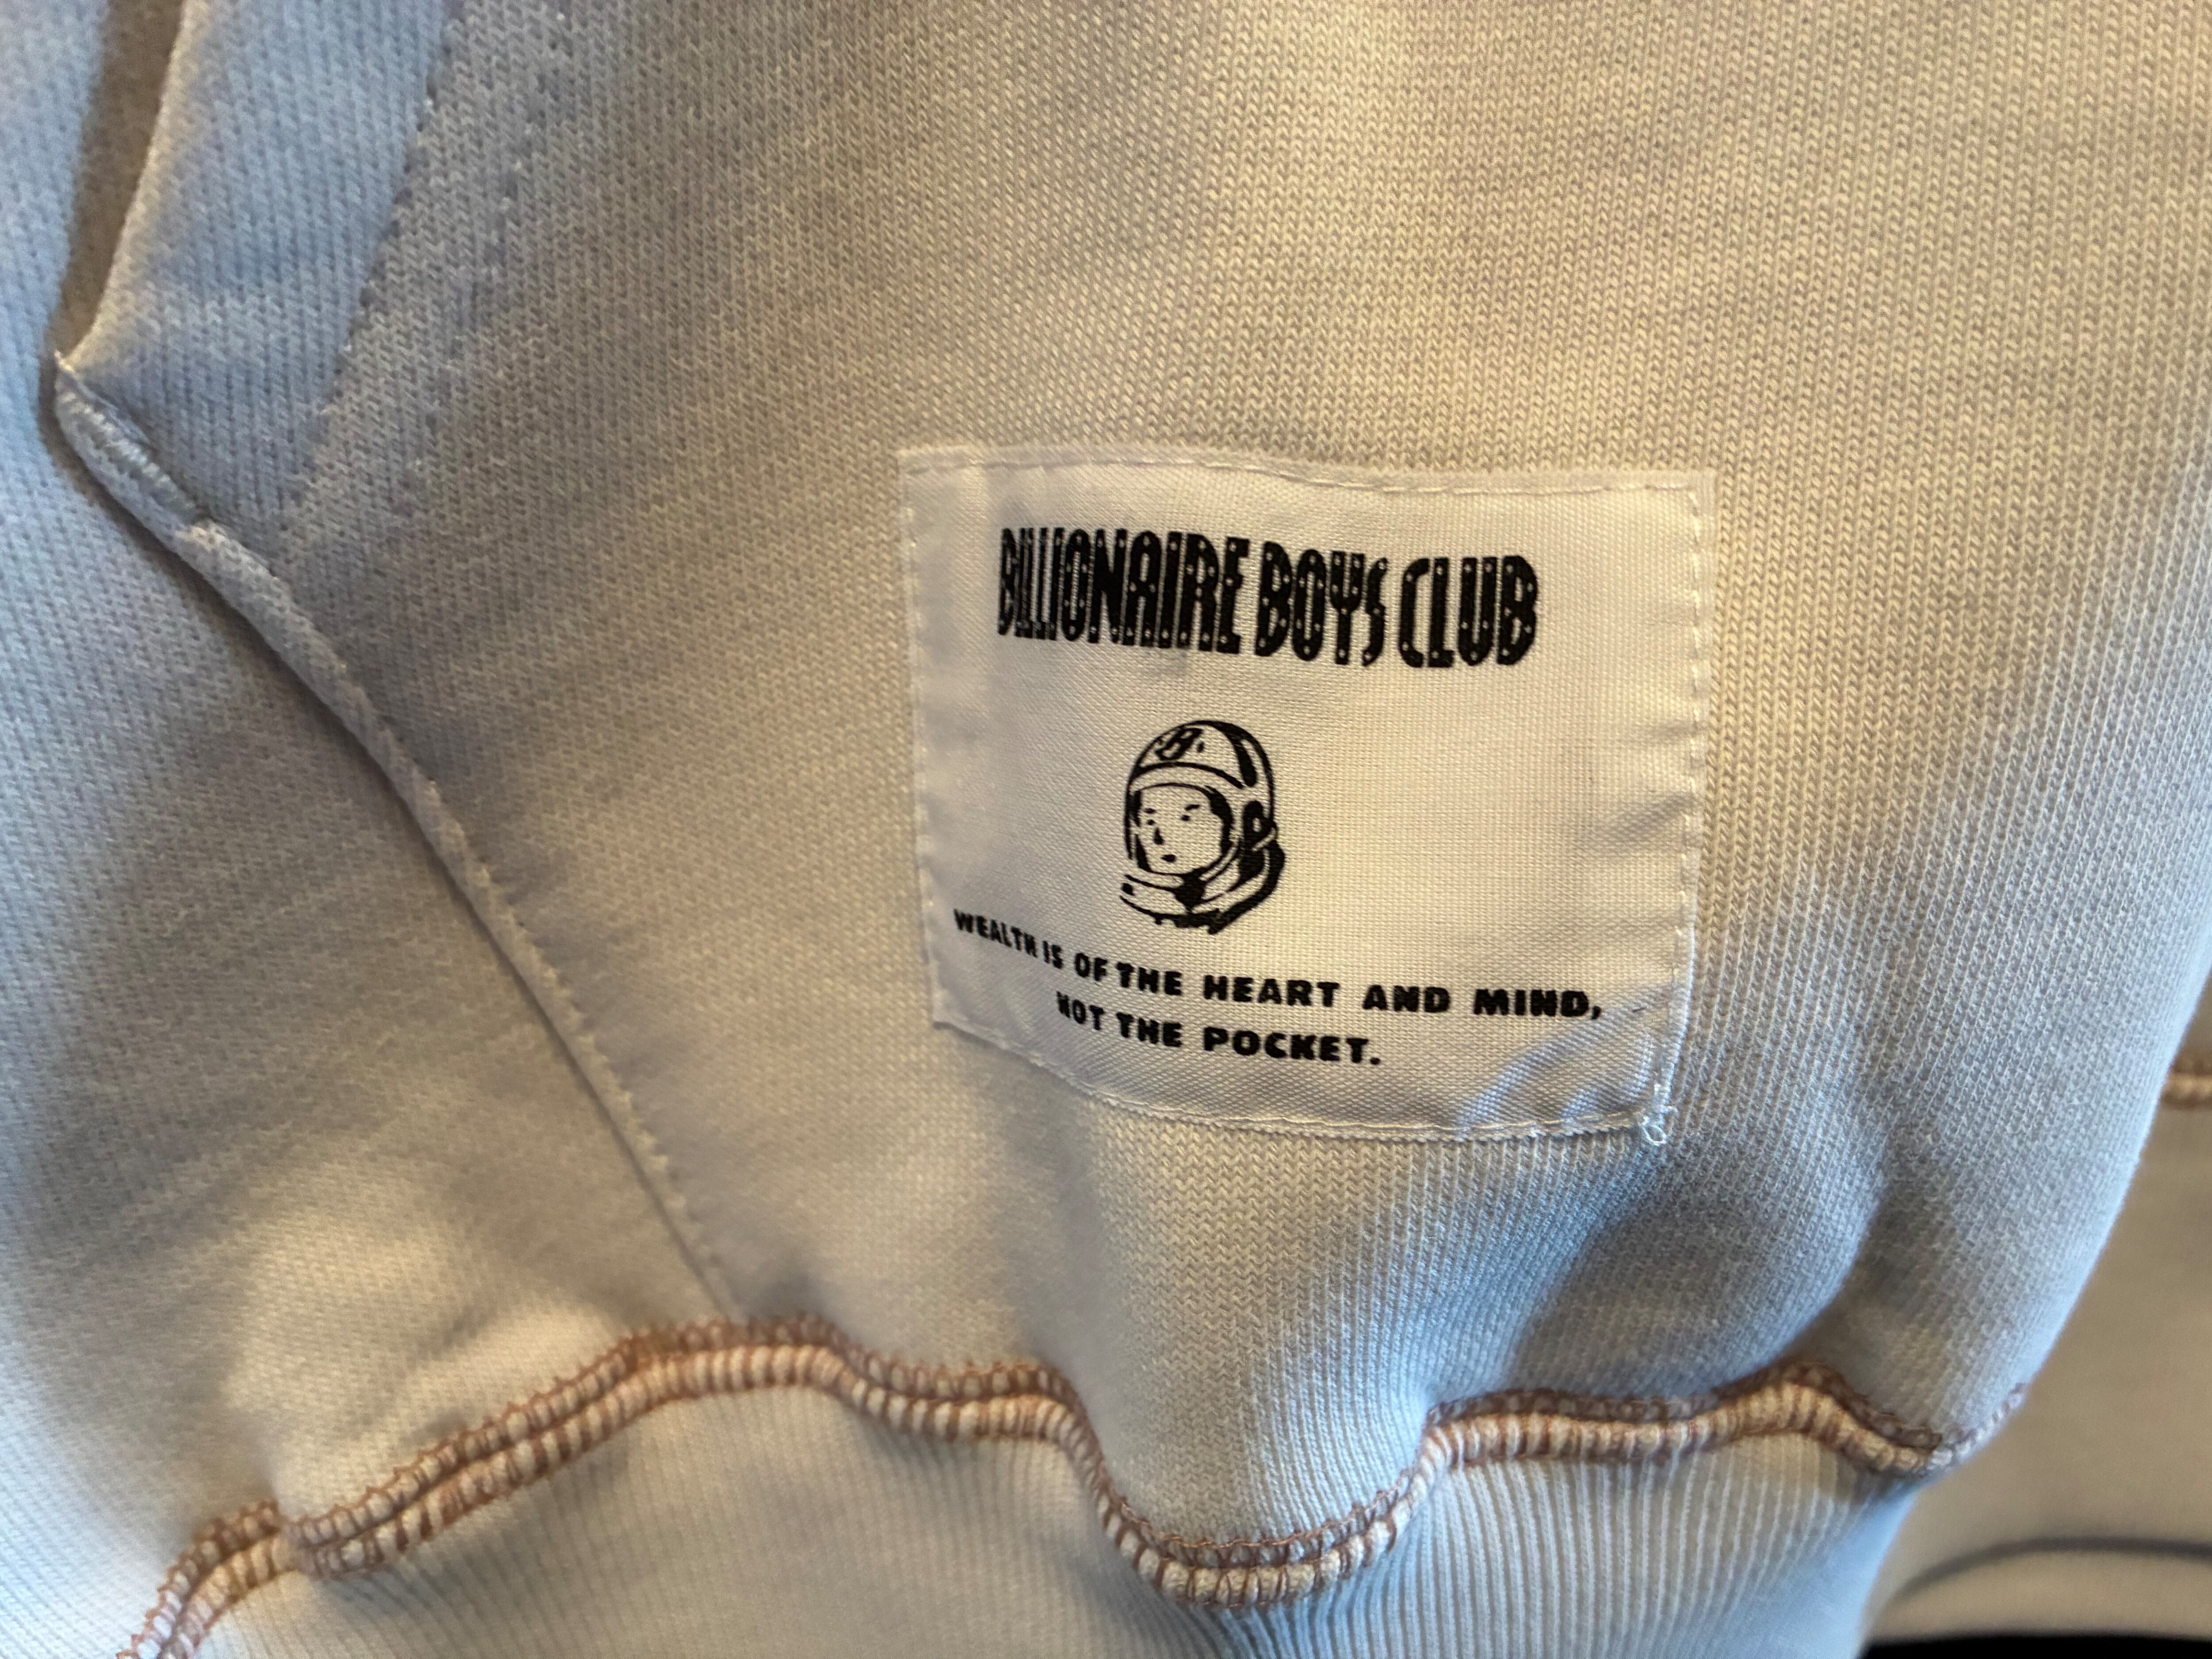 BILLIONAIRE BOYS CLUB
WEALTH IS OF THE HEART AND MIND,
NOT THE POCKET.